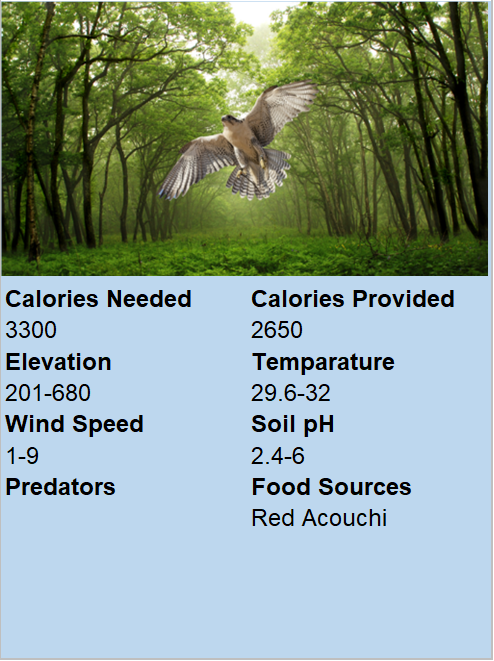 Calories Needed
Calories Provided
3300
2650
Elevation
Temparature
201-680
29.6-32
Wind Speed
Soil pH
1-9
2.4-6
Predators
Food Sources
Red Acouchi